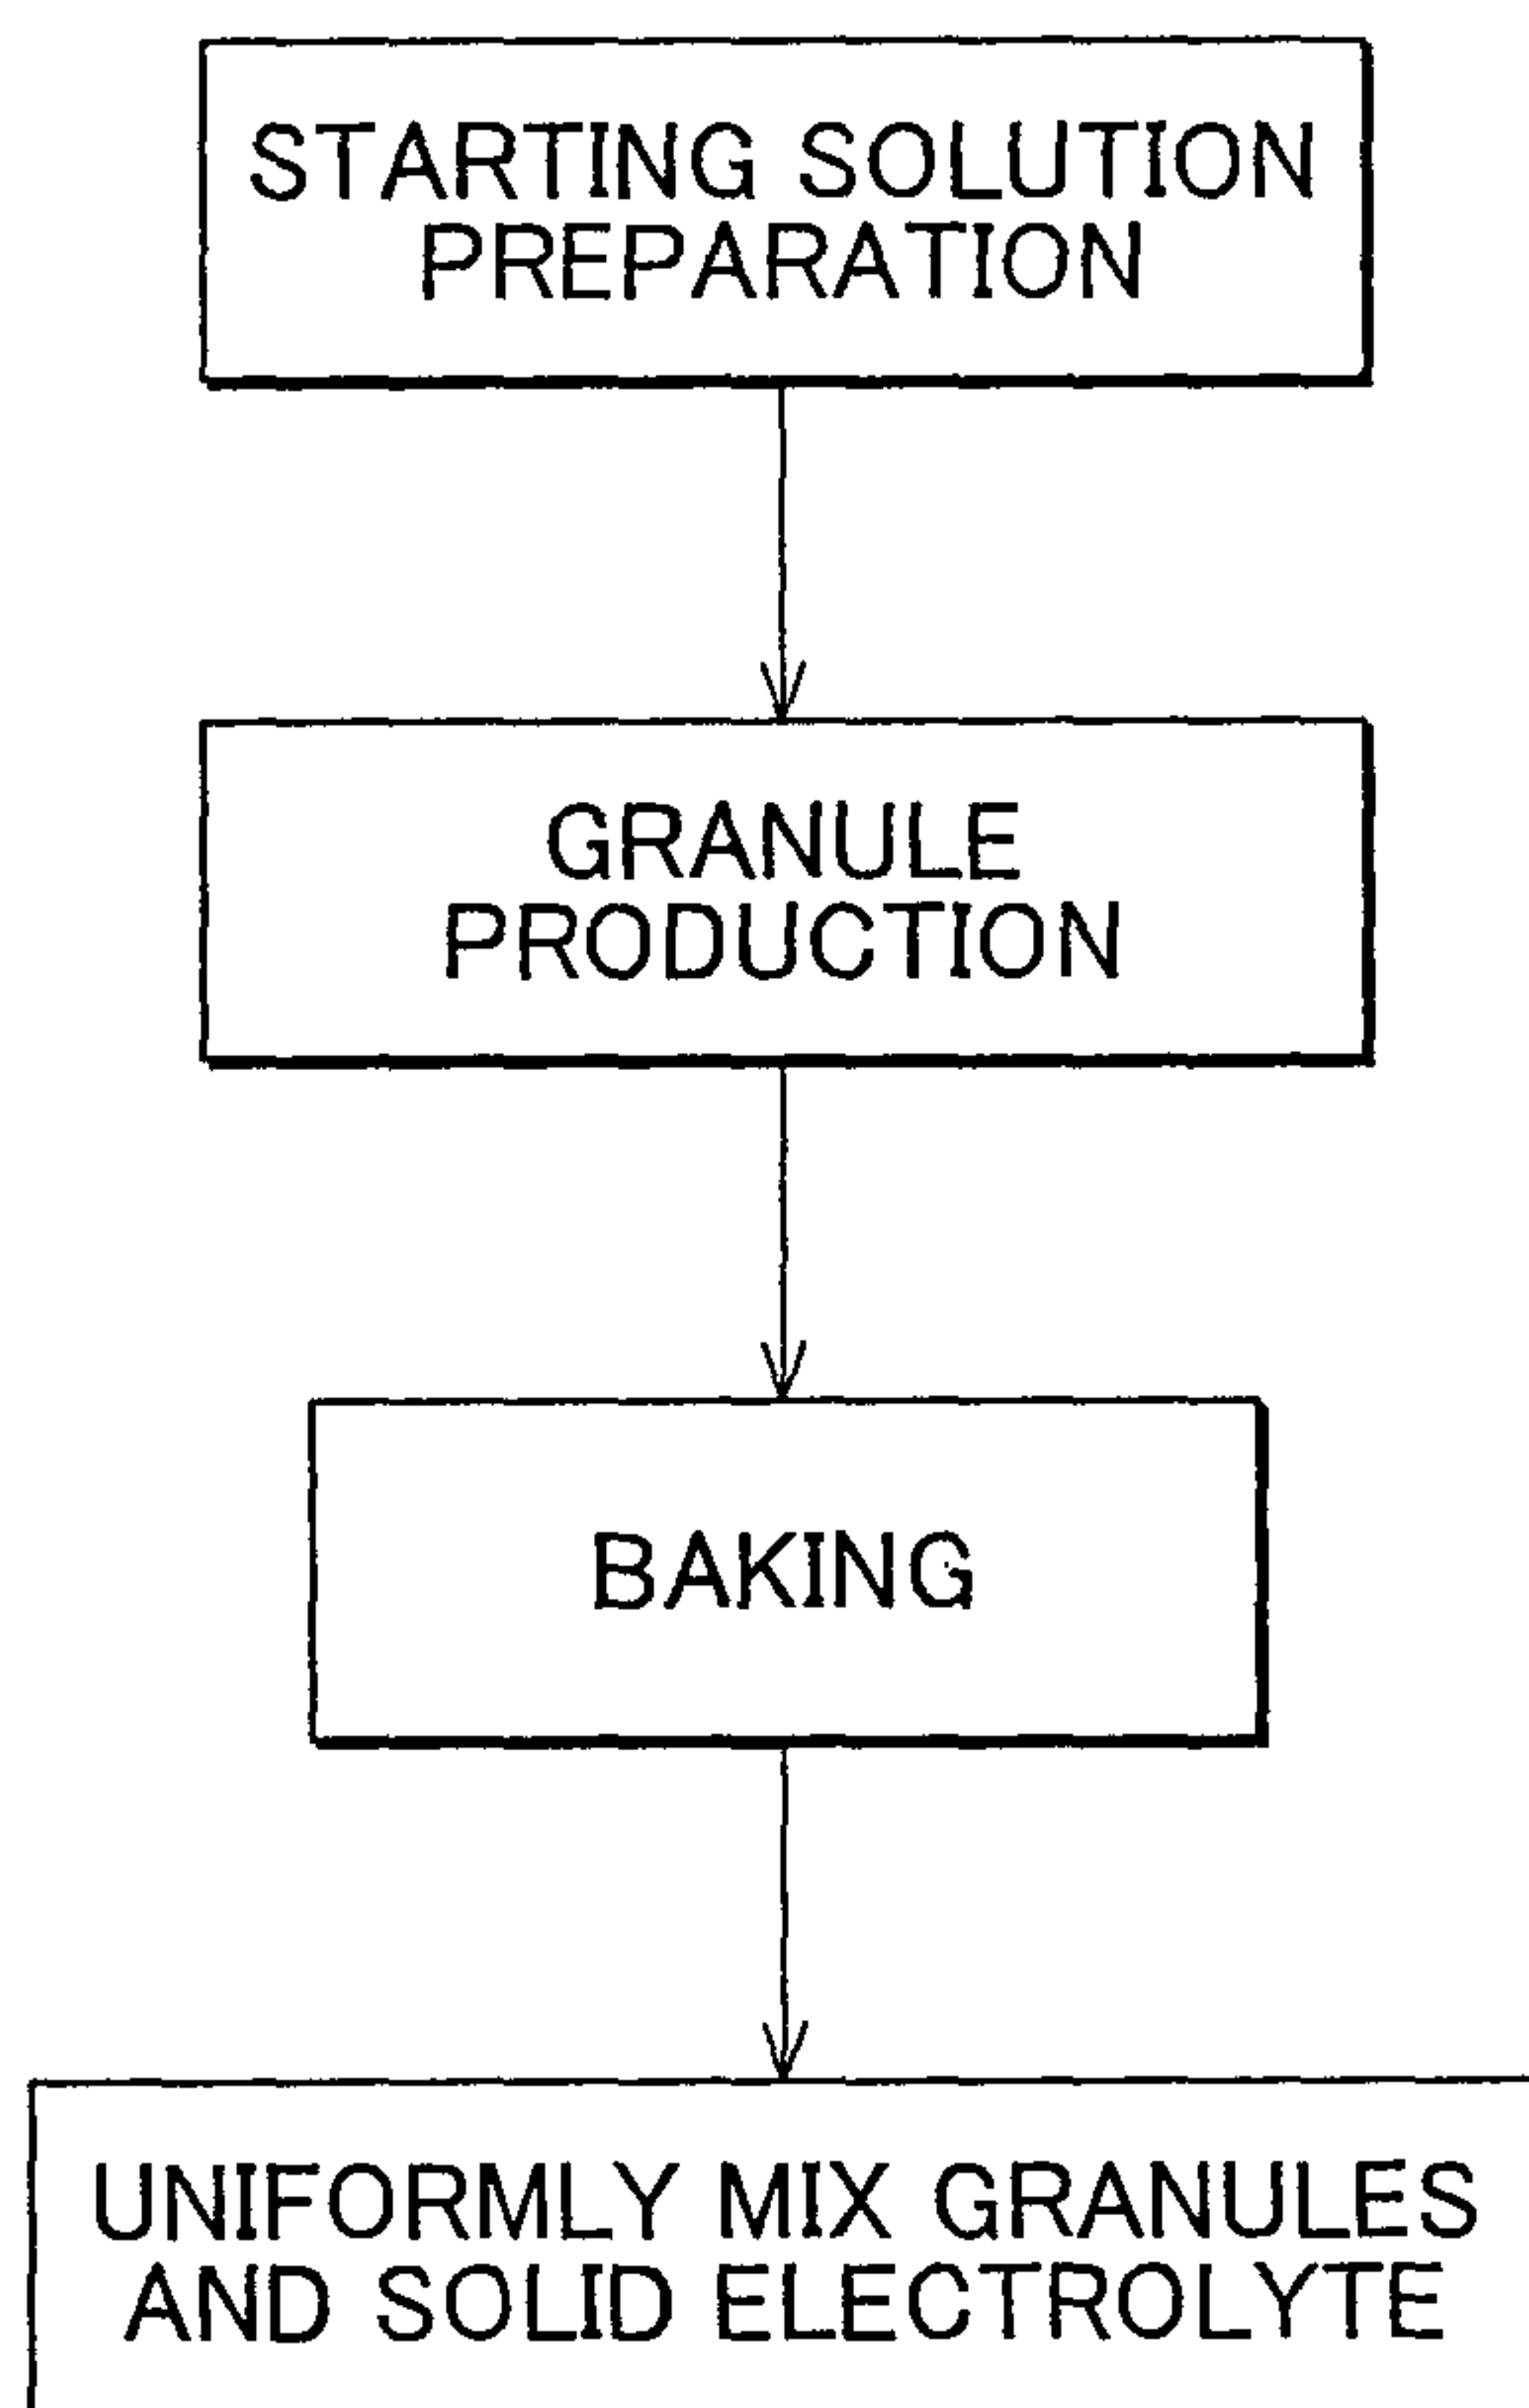 STARTING SOLUTION
PREPARATION
GRANULE
PRODUCTION
BAKING
UNIFORMLY MIX GRANULES
AND SOLID ELECTROLYTE